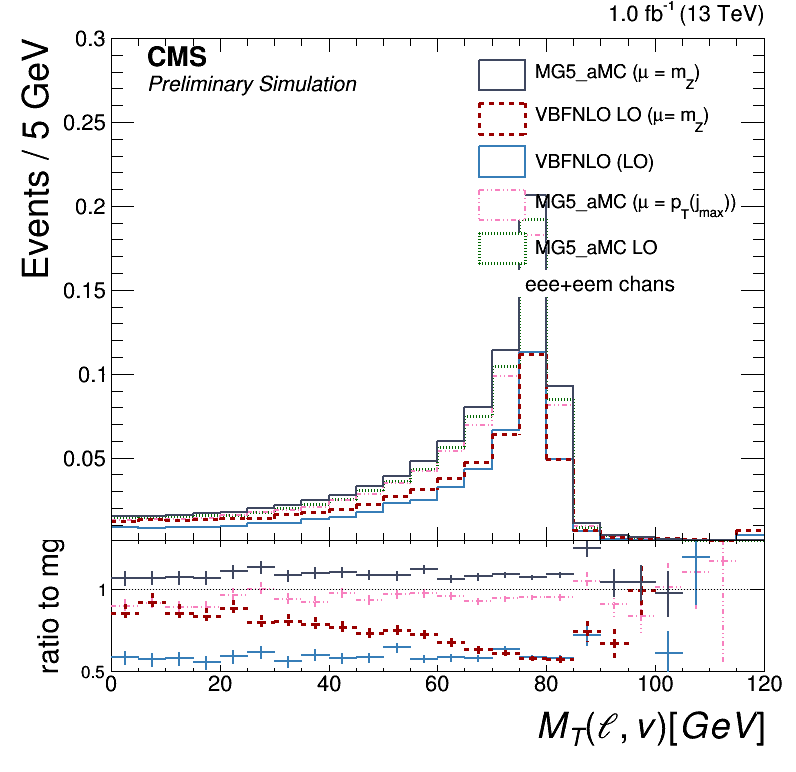 1.0 fb⁻¹ (13 TeV)
CMS
Preliminary Simulation
Events / 5 GeV
0.3
0.25
0.2
0.15
0.1
0.05
MG5_aMC (μ = m_Z)
VBFNLO LO (μ= m_Z)
VBFNLO (LO)
MG5_aMC (μ = p_T(j_max))
MG5_aMC LO
eee+eem chans
ratio to mg
1
0.5
0 20 40 60 80 100 120
M_T(ℓ, ν)[GeV]